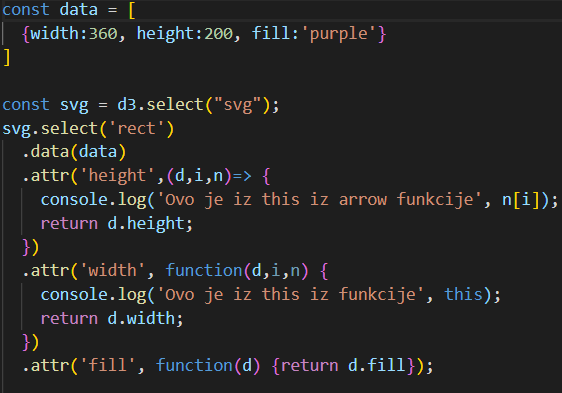 const data = [
  {width:360, height:200, fill:'purple'}
]
const svg = d3.select("svg");
svg.select('rect')
  .data(data)
  .attr('height',(d,i,n)=> {
    console.log('Ovo je iz this iz arrow funkcije', n[i]);
    return d.height;
  })
  .attr('width', function(d,i,n) {
    console.log('Ovo je iz this iz funkcije', this);
    return d.width;
  })
  .attr('fill', function(d) {return d.fill});